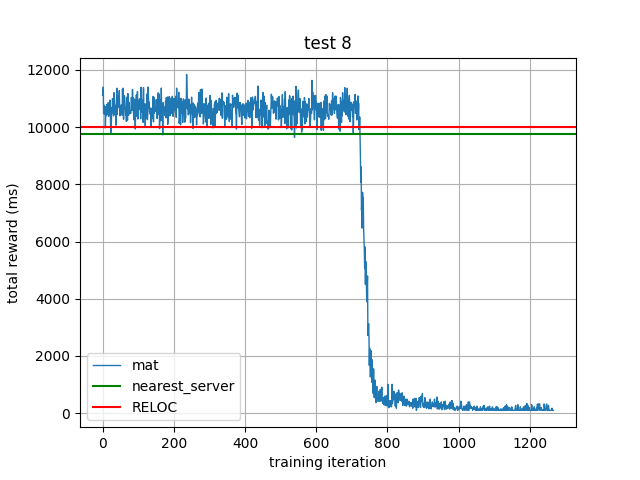 test 8
total reward (ms)
12000
10000
8000
6000
4000
2000
0
mat
nearest_server
RELOC
0 200 400 600 800 1000 1200
training iteration